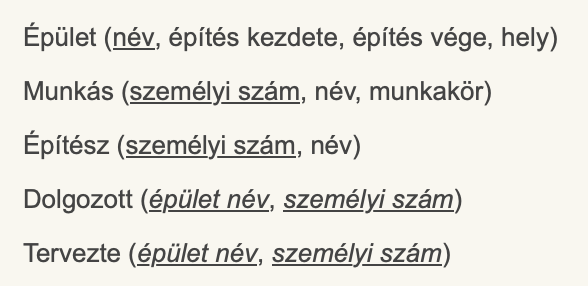 Épület (név, építés kezdete, építés vége, hely)
Munkás (személyi szám, név, munkakör)
Építész (személyi szám, név)
Dolgozott (épület név, személyi szám)
Tervezte (épület név, személyi szám)